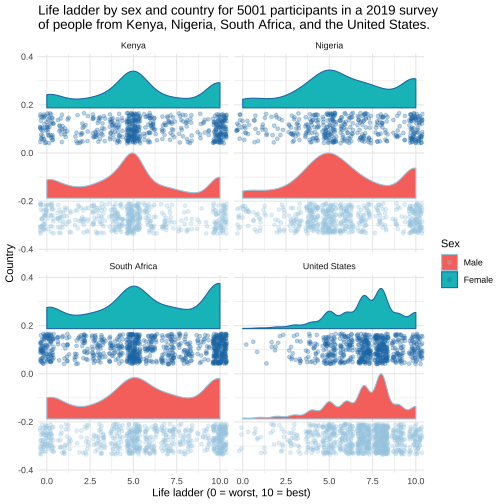 Life ladder by sex and country for 5001 participants in a 2019 survey
of people from Kenya, Nigeria, South Africa, and the United States.
Kenya
Nigeria
0.4
0.2
0.0
-0.2
-0.4
South Africa
United States
0.4
0.2
0.0
-0.2
-0.4
0.0 2.5 5.0 7.5 10.0 0.0 2.5 5.0 7.5 10.0
Life ladder (0 = worst, 10 = best)
Country
Sex
Male
Female